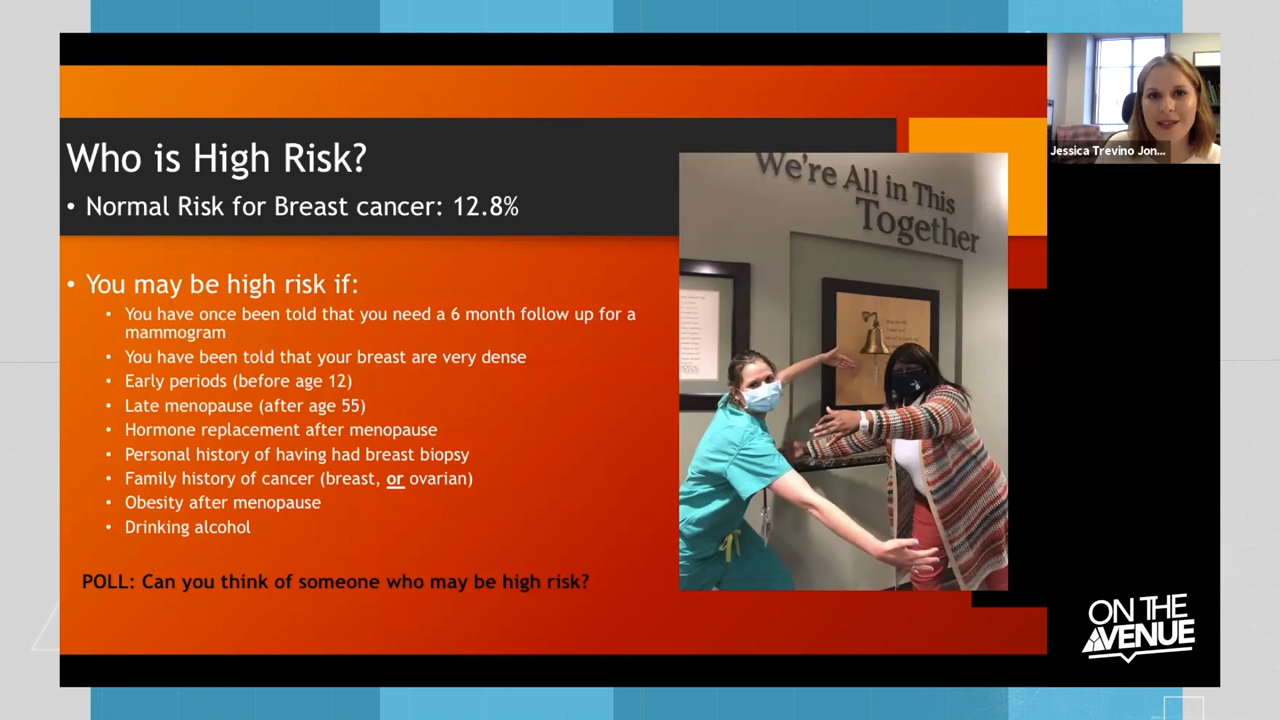 Who is High Risk?
• Normal Risk for Breast cancer: 12.8%
• You may be high risk if:
• You have once been told that you need a 6 month follow up for a
mammogram
• You have been told that your breast are very dense
• Early periods (before age 12)
• Late menopause (after age 55)
• Hormone replacement after menopause
• Personal history of having had breast biopsy
• Family history of cancer (breast, or ovarian)
• Obesity after menopause
• Drinking alcohol
POLL: Can you think of someone who may be high risk?
We're All in This
Together
Jessica Trevino Jon...
ON THE
AVENUE